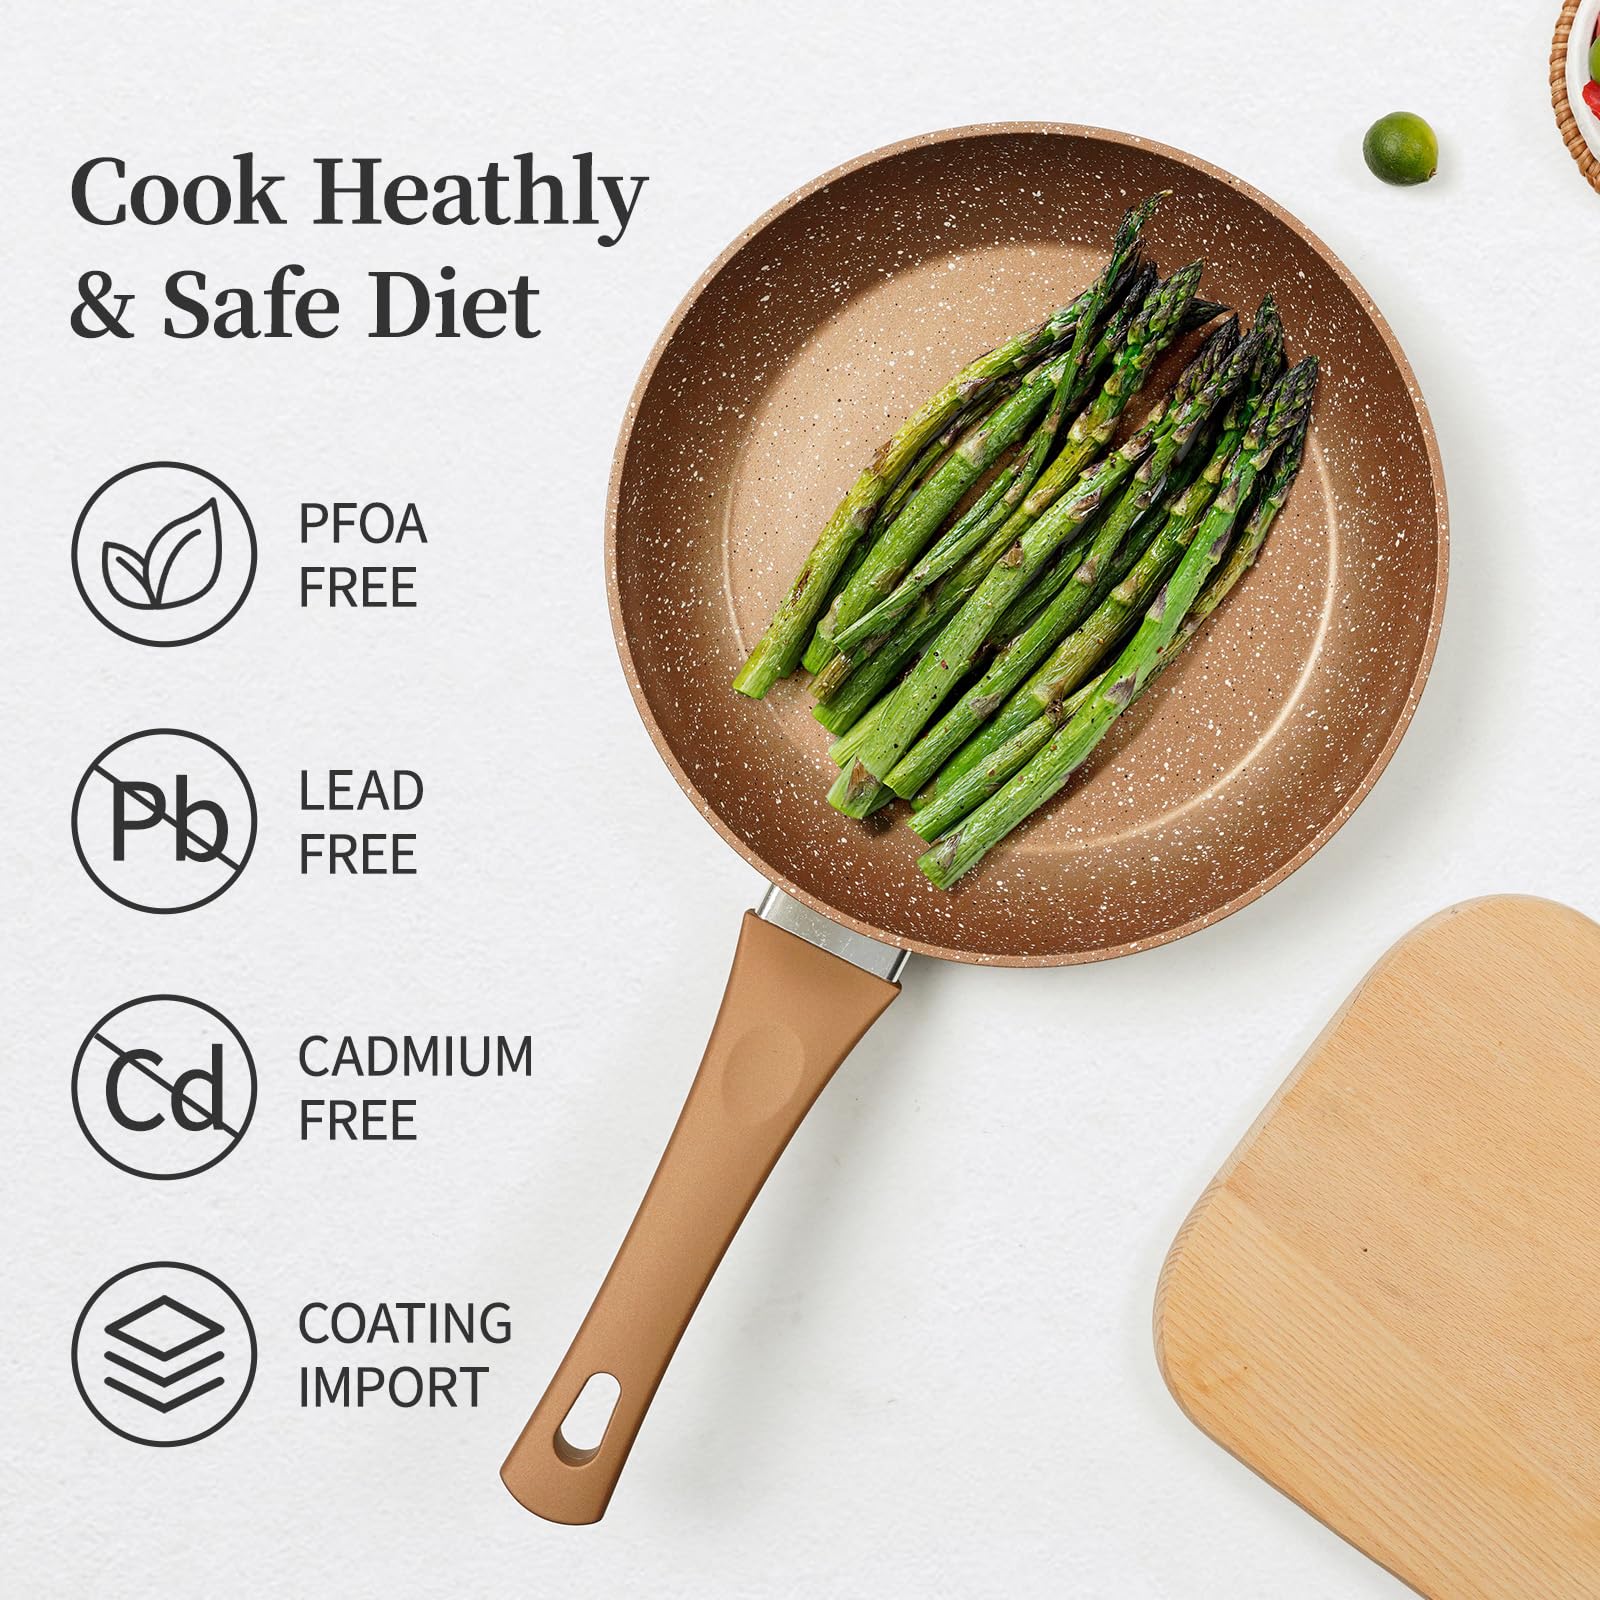 Cook Heathly
& Safe Diet
PFOA
FREE
Pb
LEAD
FREE
Cd
CADMIUM
FREE
COATING
IMPORT